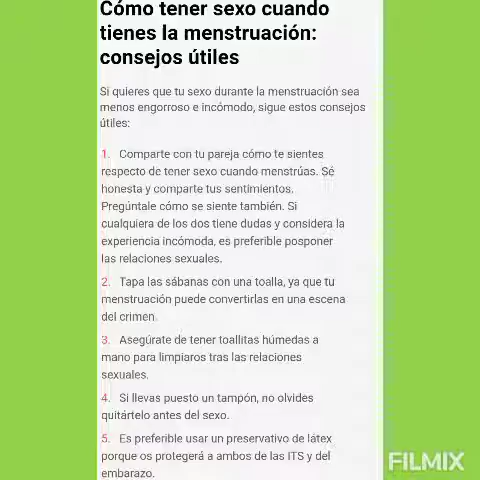 Cómo tener sexo cuando
tienes la menstruación:
consejos útiles
Si quieres que tu sexo durante la menstruación sea
menos engorroso e incómodo, sigue estos consejos
útiles:
1. Comparte con tu pareja cómo te sientes
respecto de tener sexo cuando menstrúas. Sé
honesta y comparte tus sentimientos.
Pregúntale cómo se siente también. Si
cualquiera de los dos tiene dudas y considera la
experiencia incómoda, es preferible posponer
las relaciones sexuales.
2. Tapa las sábanas con una toalla, ya que tu
menstruación puede convertirlas en una escena
del crimen.
3. Asegúrate de tener toallitas húmedas a
mano para limpiaros tras las relaciones
sexuales.
4. Si llevas puesto un tampón, no olvides
quitártelo antes del sexo.
5. Es preferible usar un preservativo de látex
porque os protegerá a ambos de las ITS y del
embarazo.
FILMIX